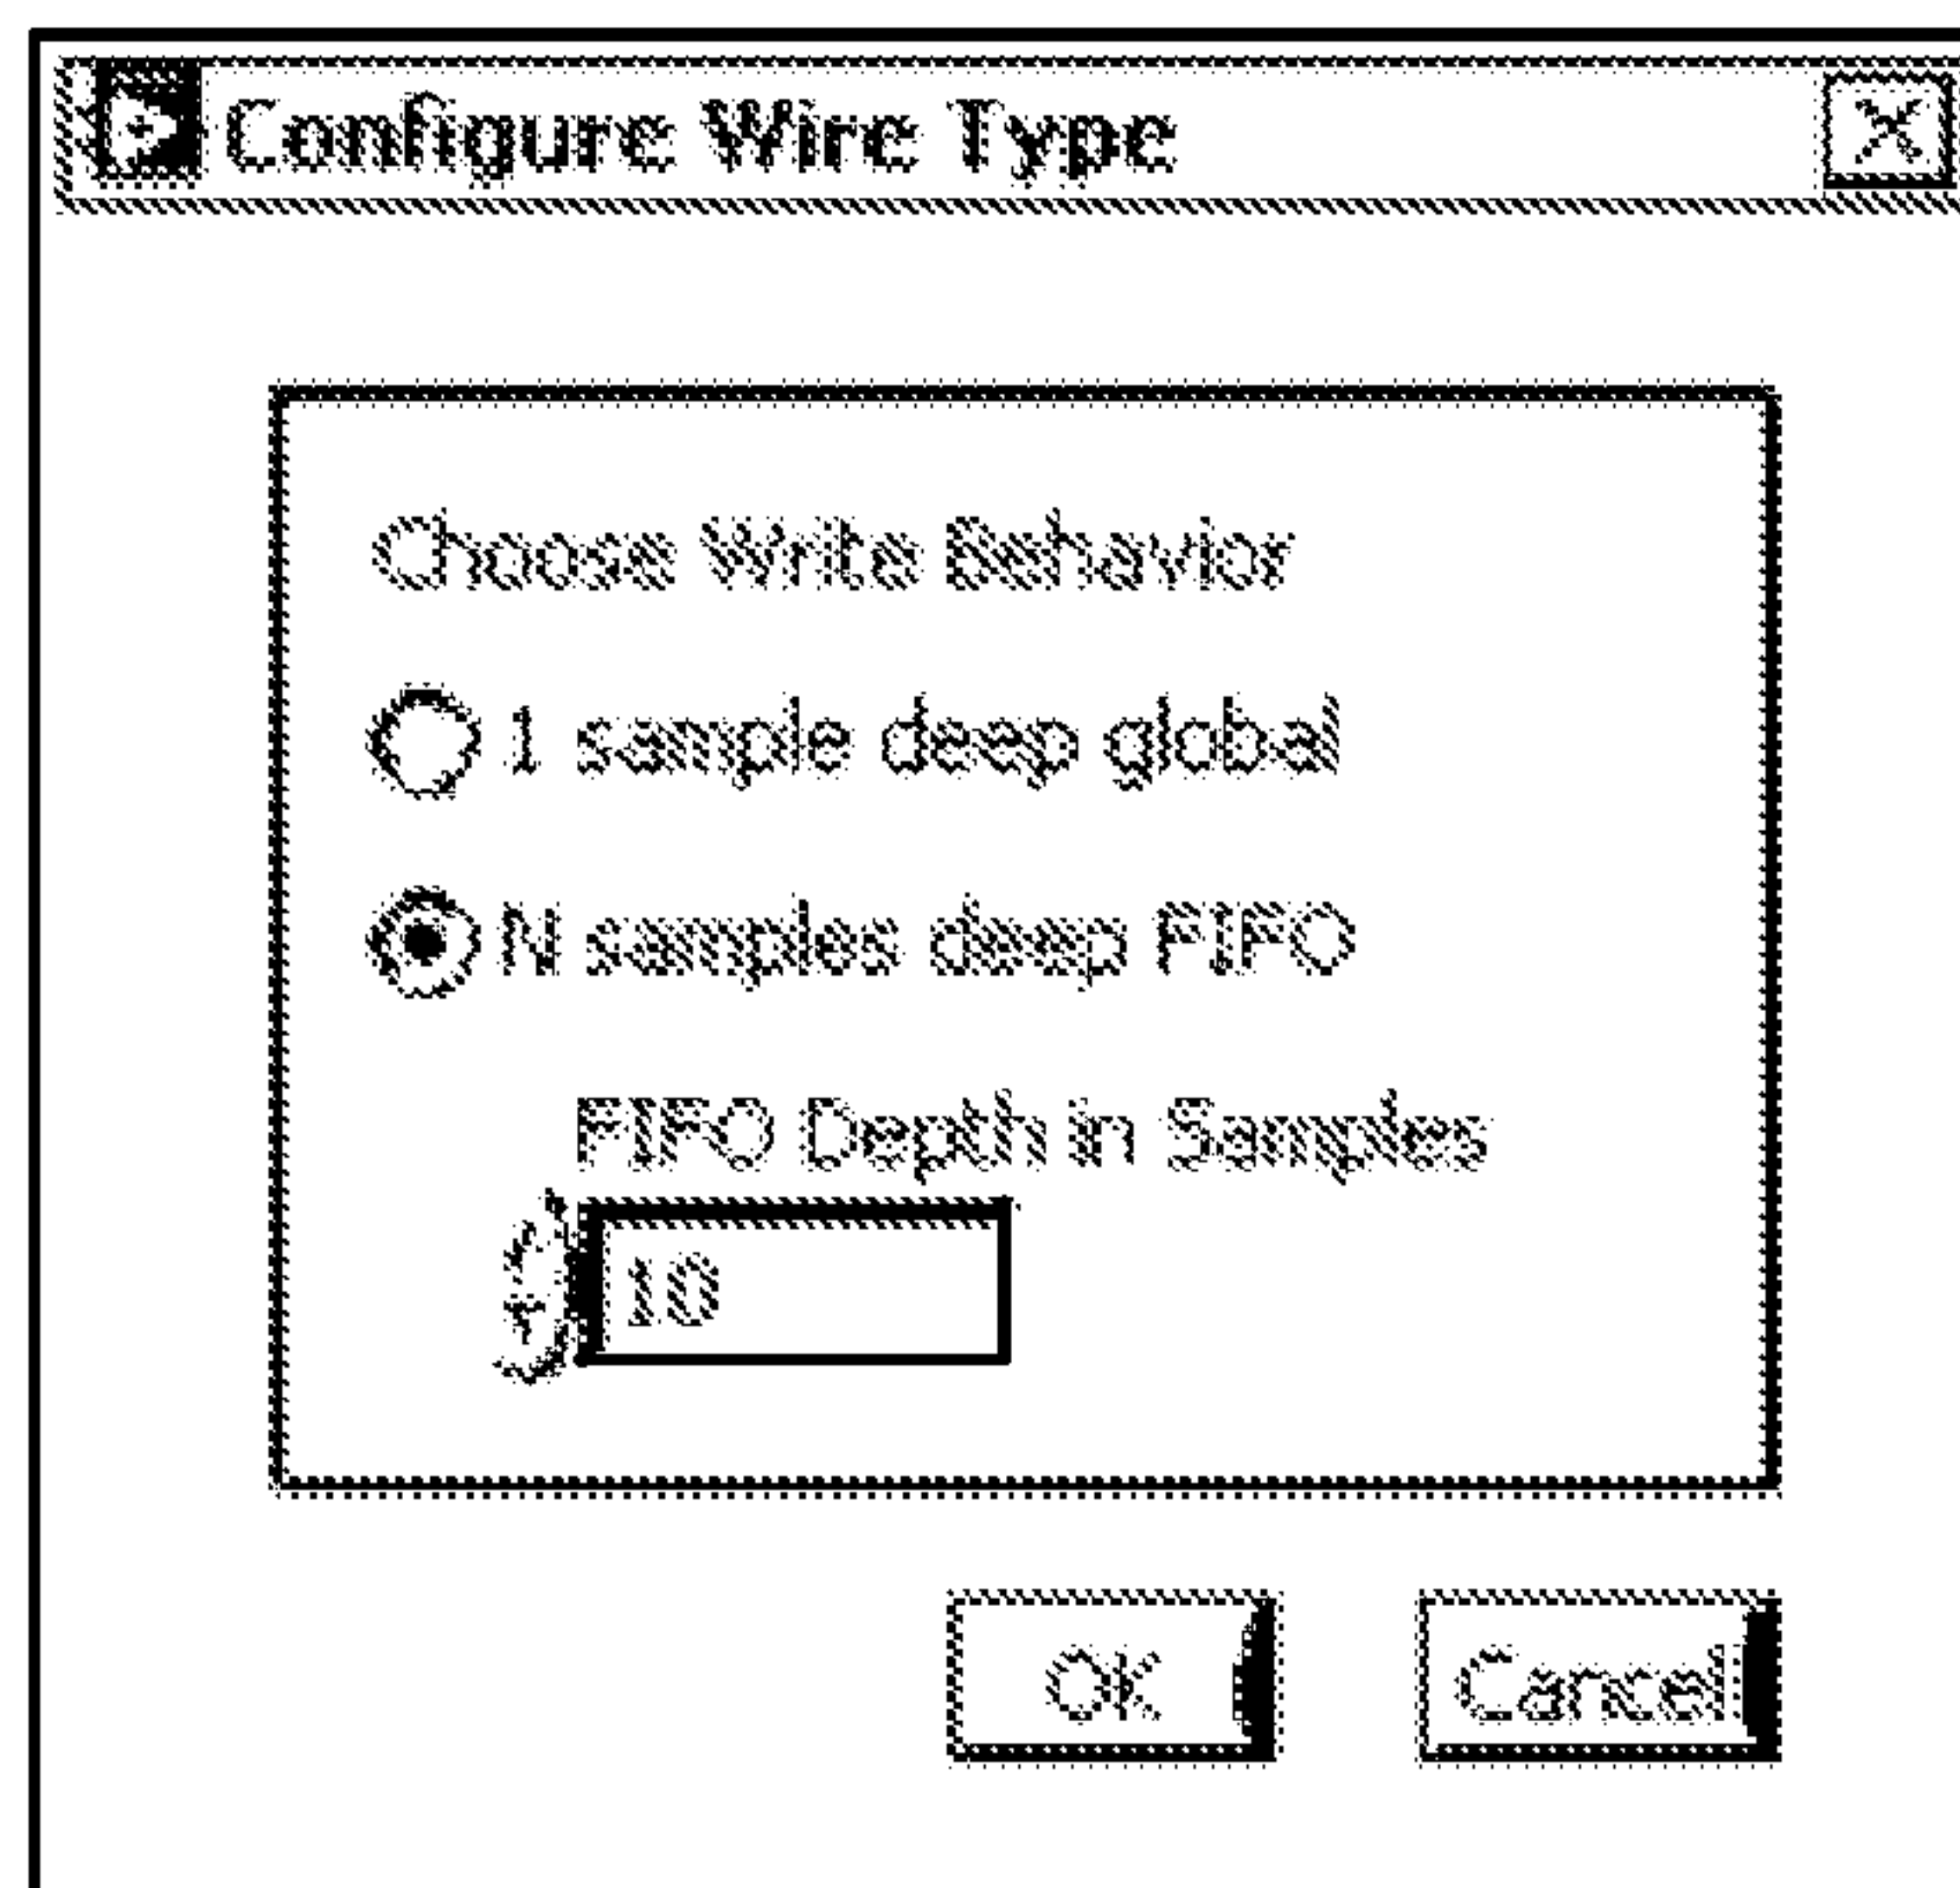 Configure Wire Type
Choose Write Behavior
1 sample deep global
N samples deep FIFO
FIFO Depth in Samples
10
OK Cancel